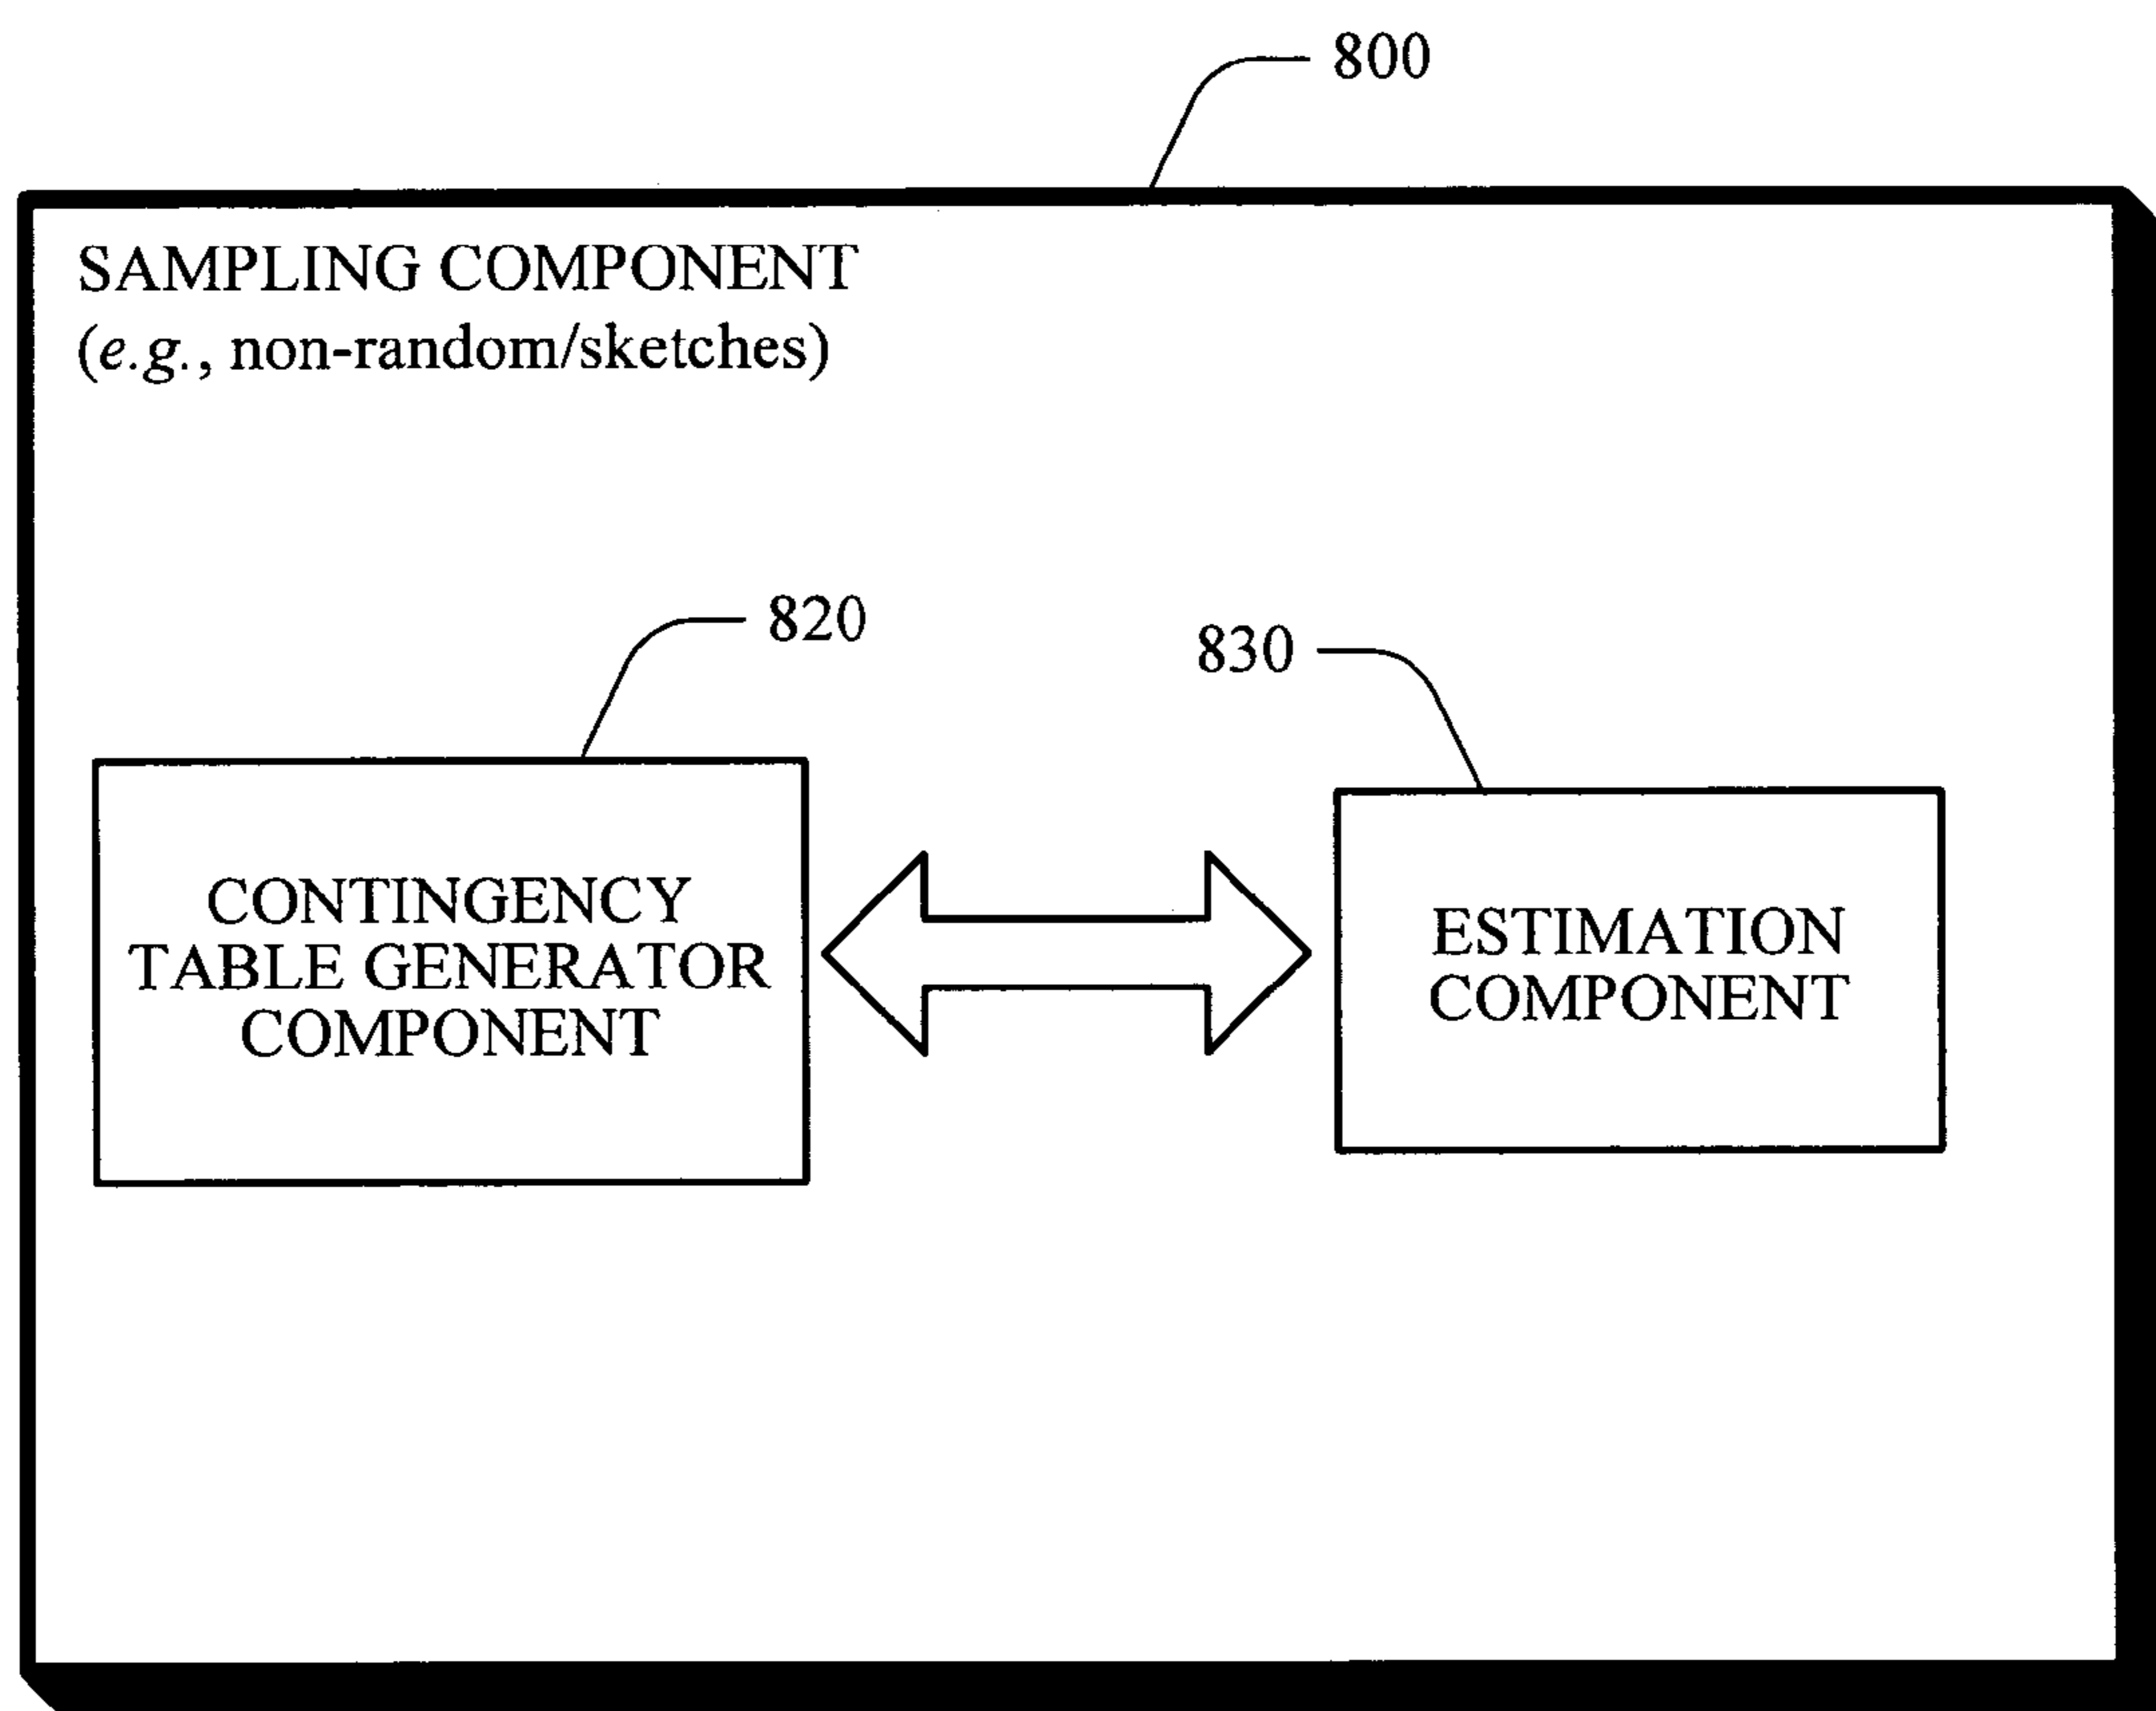 800
SAMPLING COMPONENT
(e.g., non-random/sketches)
820
830
CONTINGENCY
TABLE GENERATOR
COMPONENT
ESTIMATION
COMPONENT